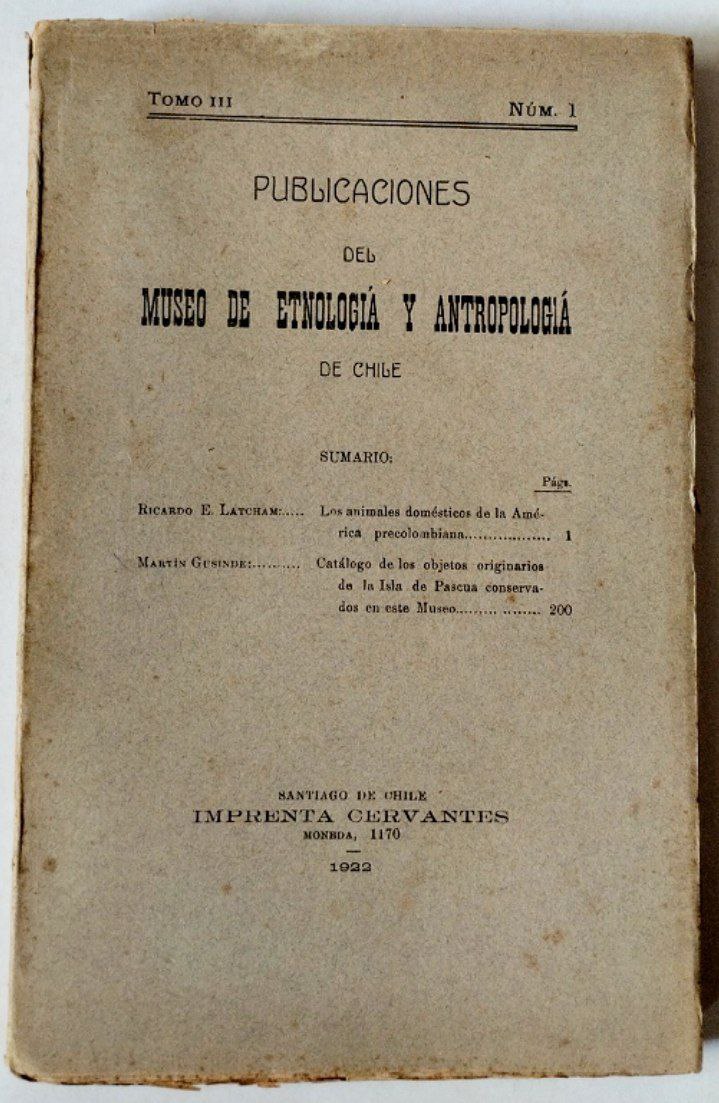 Tomo III
Núm. 1
PUBLICACIONES
DEL
MUSEO DE ETNOLOGIÁ Y ANTROPOLOGIÁ
DE CHILE
SUMARIO:
Págs.
Ricardo E. Latcham:..... Los animales domésticos de la Amé-
rica precolombiana.................. 1
Martín Gusinde:.......... Catálogo de los objetos originarios
de la Isla de Pascua conserva-
dos en este Museo......... ........ 200
SANTIAGO DE CHILE
IMPRENTA CERVANTES
MONEDA, 1170
1922